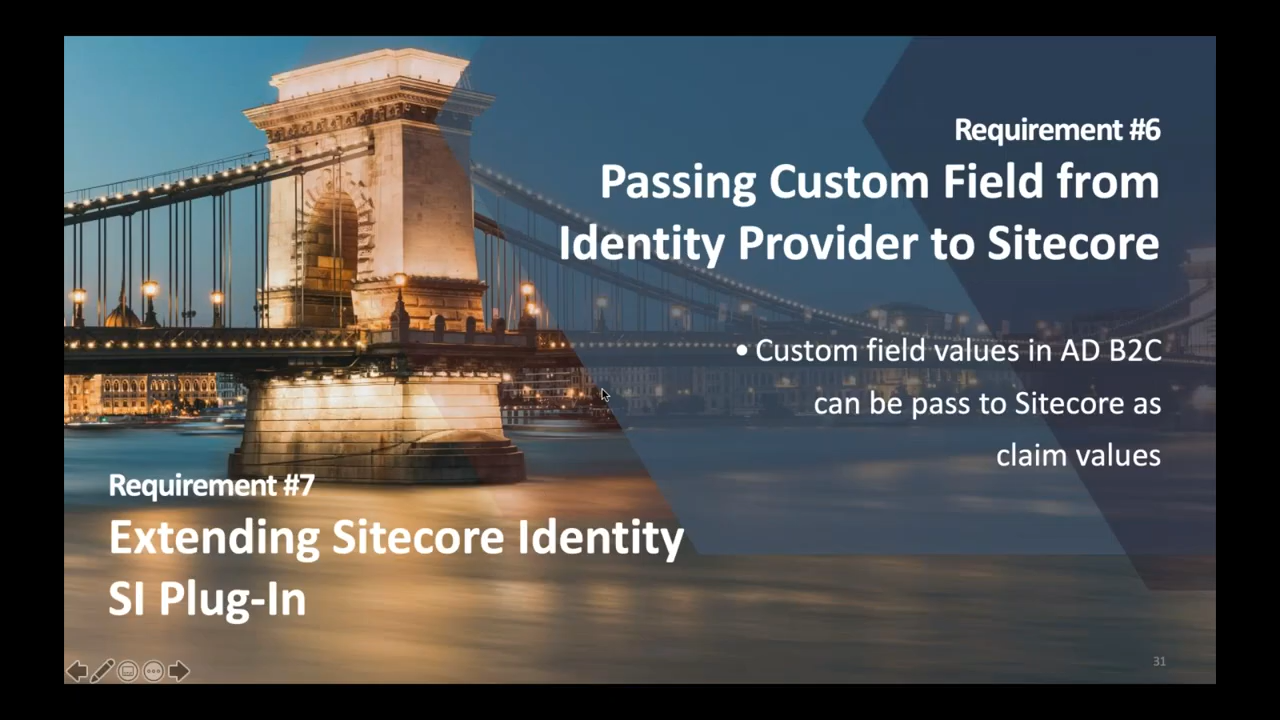 Requirement #6
Passing Custom Field from
Identity Provider to Sitecore
• Custom field values in AD B2C
can be pass to Sitecore as
claim values
Requirement #7
Extending Sitecore Identity
SI Plug-In
31